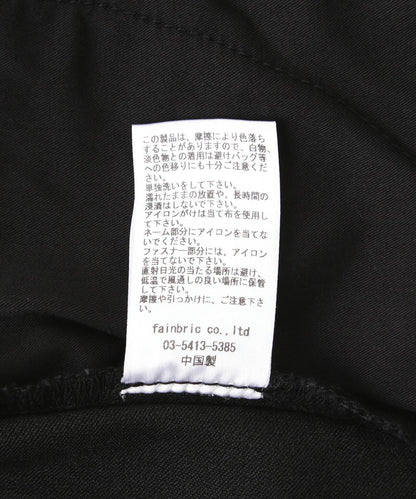 この製品は、摩擦により色落ち
することがありますので、白物、
淡色物との着用は避けバッグ等
への色移りにも十分ご注意くだ
さい。
単独洗いをして下さい。
濡れたままの放置や、長時間の
浸漬はしないで下さい。
アイロンがけは当て布を使用し
て下さい。
ネーム部分にアイロンを当てな
いでください。
ファスナー部分には、アイロン
を当てないで下さい。
直射日光の当たる場所は避け、
低温で風通しの良い場所に保管
して下さい。
摩擦や引っかけに、ご注意下さ
い。
fainbric co.,ltd
03-5413-5385
中国製